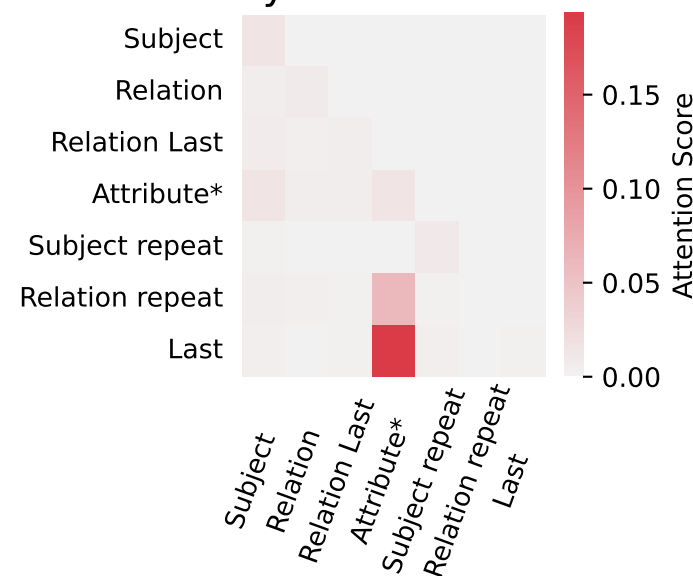 Subject
Relation
Relation Last
Attribute*
Subject repeat
Relation repeat
Last
Subject
Relation
Relation Last
Attribute*
Subject repeat
Relation repeat
Last
0.15
0.10
0.05
0.00
Attention Score